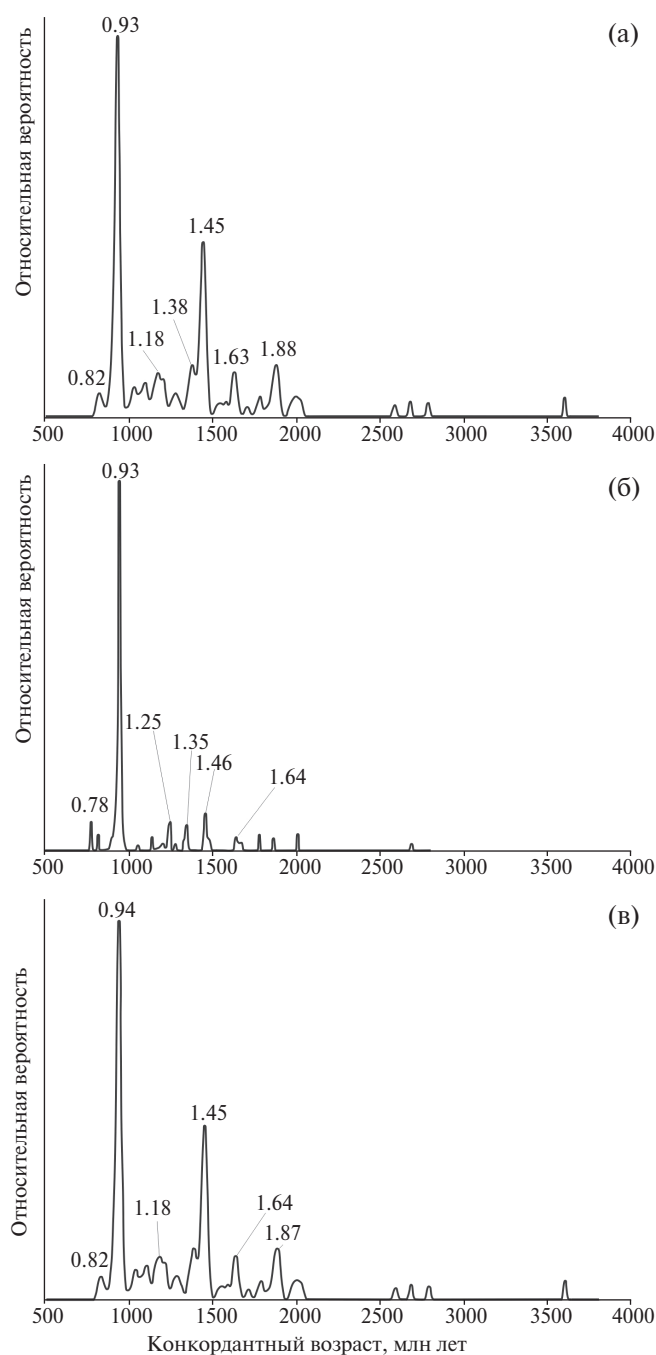 0.93
(а)
Относительная вероятность
1.45
1.38
1.18
1.63
1.88
0.82
500 1000 1500 2000 2500 3000 3500 4000
0.93
(б)
Относительная вероятность
1.25
1.35
1.46
1.64
0.78
500 1000 1500 2000 2500 3000 3500 4000
0.94
(в)
Относительная вероятность
1.45
1.18
1.64
1.87
0.82
500 1000 1500 2000 2500 3000 3500 4000
Конкордантный возраст, млн лет